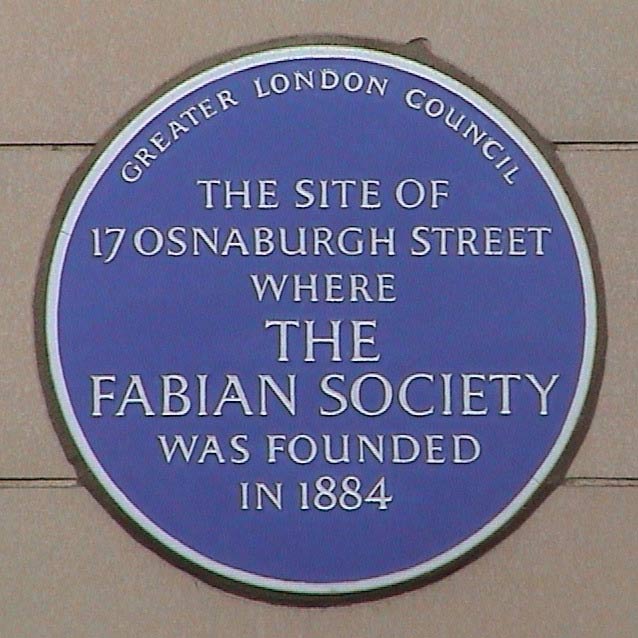 GREATER LONDON COUNCIL
THE SITE OF
17 OSNABURGH STREET
WHERE
THE
FABIAN SOCIETY
WAS FOUNDED
IN 1884